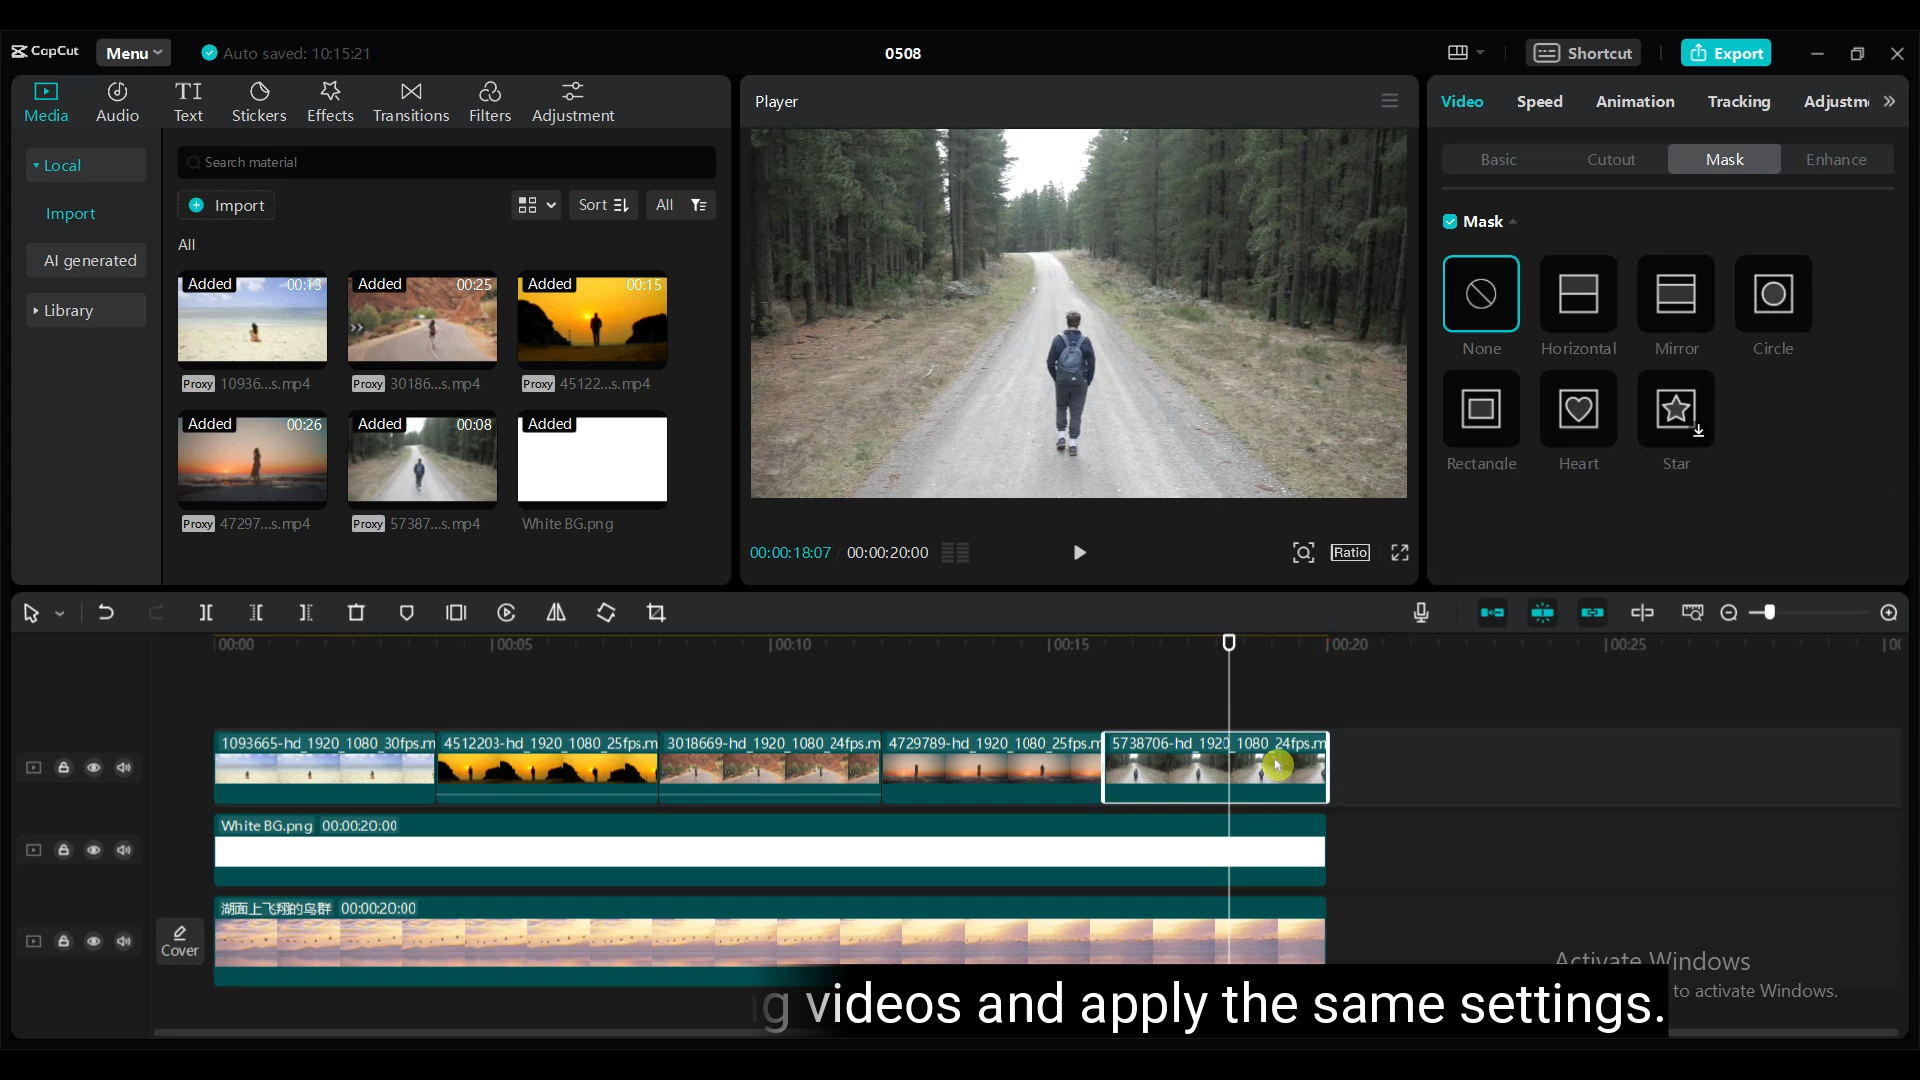 CapCut
Menu
Auto saved: 10:15:21
0508
Shortcut
Export
Media
Audio
TI
Text
Stickers
Effects
Transitions
Filters
Adjustment
Local
Import
AI generated
Library
Search material
Import
Sort
All
All
Added
00:13
Added
00:25
Added
00:15
Proxy 10936...s.mp4
Proxy 30186...s.mp4
Proxy 45122...s.mp4
Added
00:26
Added
00:08
Added
Proxy 47297...s.mp4
Proxy 57387...s.mp4
White BG.png
Player
00:00:18:07
00:00:20:00
Ratio
Video
Speed
Animation
Tracking
Adjustm
Basic
Cutout
Mask
Enhance
Mask
None
Horizontal
Mirror
Circle
Rectangle
Heart
Star
00:00
00:05
00:10
00:15
00:20
00:25
1093665-hd_1920_1080_30fps.m
4512203-hd_1920_1080_25fps.m
3018669-hd_1920_1080_24fps.m
4729789-hd_1920_1080_25fps.m
5738706-hd_1920_1080_24fps.m
White BG.png 00:00:20:00
湖面上飞翔的鸟群 00:00:20:00
Cover
Activate Windows
to activate Windows.
g videos and apply the same settings.